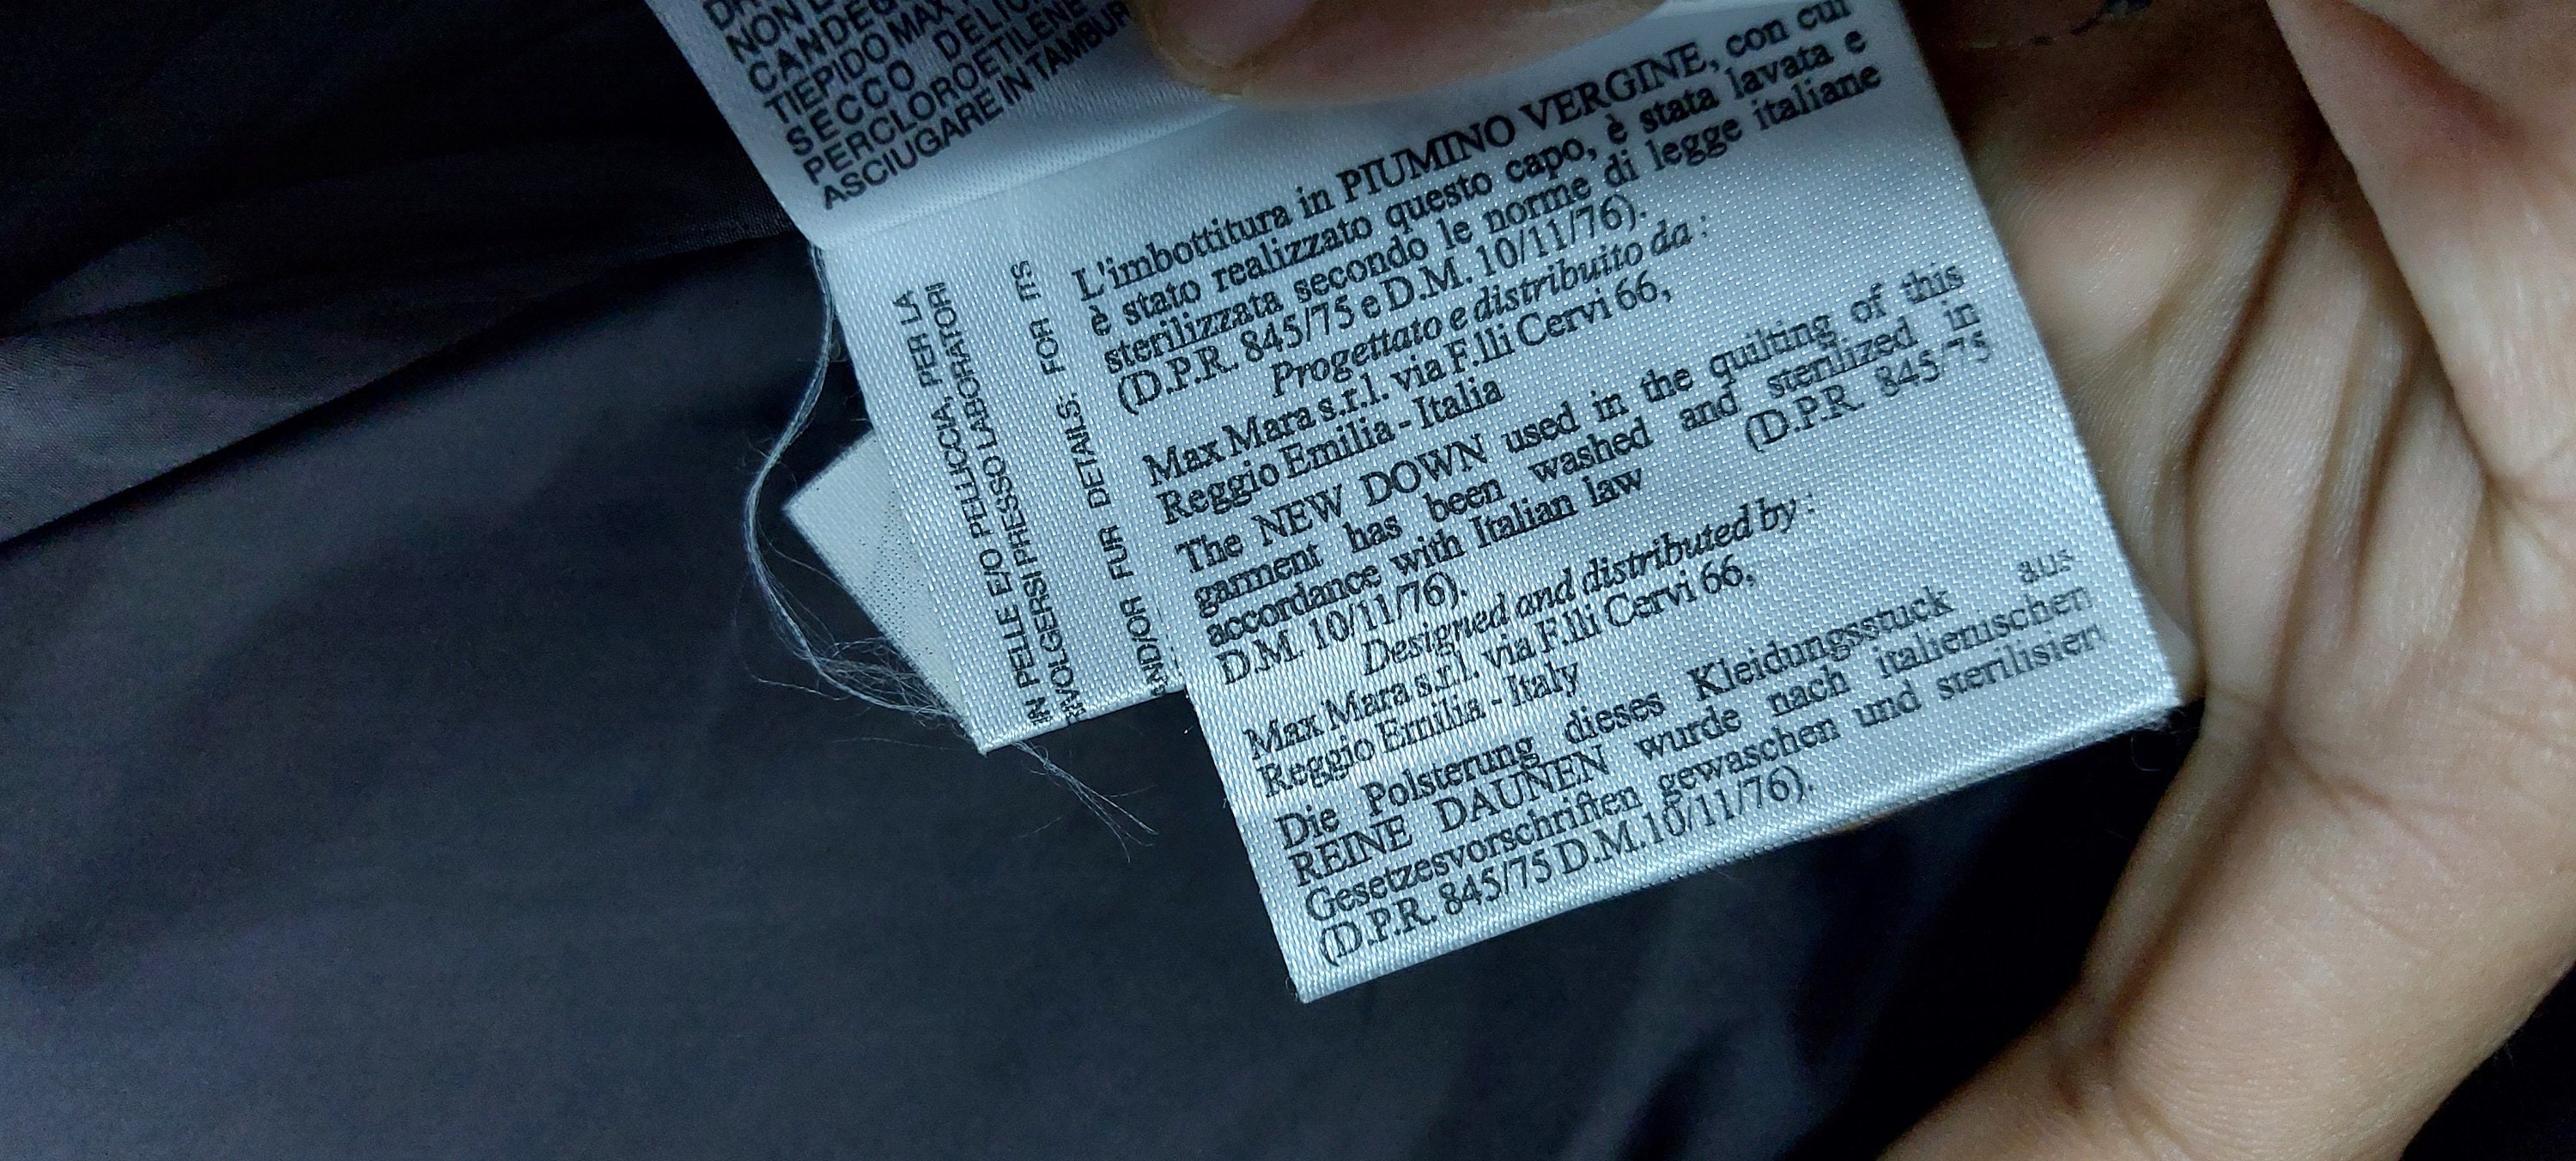 NON
CANDEG
TIEPIDO MAX
SECCO DELIC
PERCLOROETILENE
ASCIUGARE IN TAMBUR
L'imbottitura in PIUMINO VERGINE, con cui
è stato realizzato questo capo, è stata lavata e
sterilizzata secondo le norme di legge italiane
(D.P.R. 845/75 e D.M. 10/11/76).
Progettato e distribuito da :
Max Mara s.r.l. via F.lli Cervi 66,
Reggio Emilia - Italia
The NEW DOWN used in the quilting of this
garment has been washed and sterilized in
accordance with Italian law (D.P.R. 845/75
D.M. 10/11/76).
Designed and distributed by :
Max Mara s.r.l. via F.lli Cervi 66,
Reggio Emilia - Italy
Die Polsterung dieses Kleidungsstuck aus
REINE DAUNEN wurde nach italienischen
Gesetzesvorschriften gewaschen und sterilisiert
(D.P.R. 845/75 D.M.10/11/76).
IN PELLE E/O PELLICCIA, PER LA
RIVOLGERSI PRESSO LABORATORI
AND/OR FUR DETAILS: FOR ITS